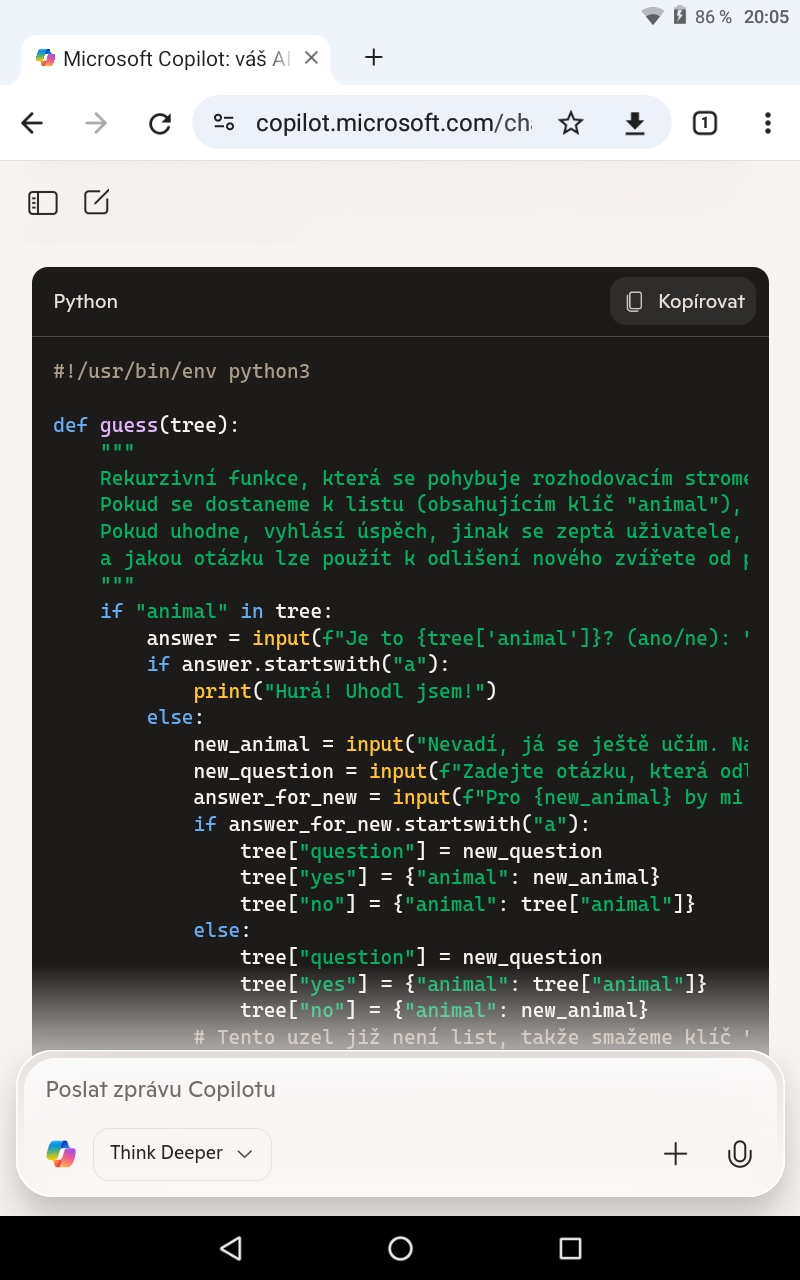 86 % 20:05
Microsoft Copilot: váš AI
copilot.microsoft.com/cha
1
Python
Kopírovat
#!/usr/bin/env python3
def guess(tree):
"""
Rekurzivní funkce, která se pohybuje rozhodovacím strome
Pokud se dostaneme k listu (obsahujícím klíč "animal"),
Pokud uhodne, vyhlásí úspěch, jinak se zeptá uživatele,
a jakou otázku lze použít k odlišení nového zvířete od p
"""
if "animal" in tree:
answer = input(f"Je to {tree['animal']}? (ano/ne): "
if answer.startswith("a"):
print("Hurá! Uhodl jsem!")
else:
new_animal = input("Nevadí, já se ještě učím. Na
new_question = input(f"Zadejte otázku, která odl
answer_for_new = input(f"Pro {new_animal} by mi
if answer_for_new.startswith("a"):
tree["question"] = new_question
tree["yes"] = {"animal": new_animal}
tree["no"] = {"animal": tree["animal"]}
else:
tree["question"] = new_question
tree["yes"] = {"animal": tree["animal"]}
tree["no"] = {"animal": new_animal}
# Tento uzel již není list, takže smažeme klíč "
Poslat zprávu Copilotu
Think Deeper